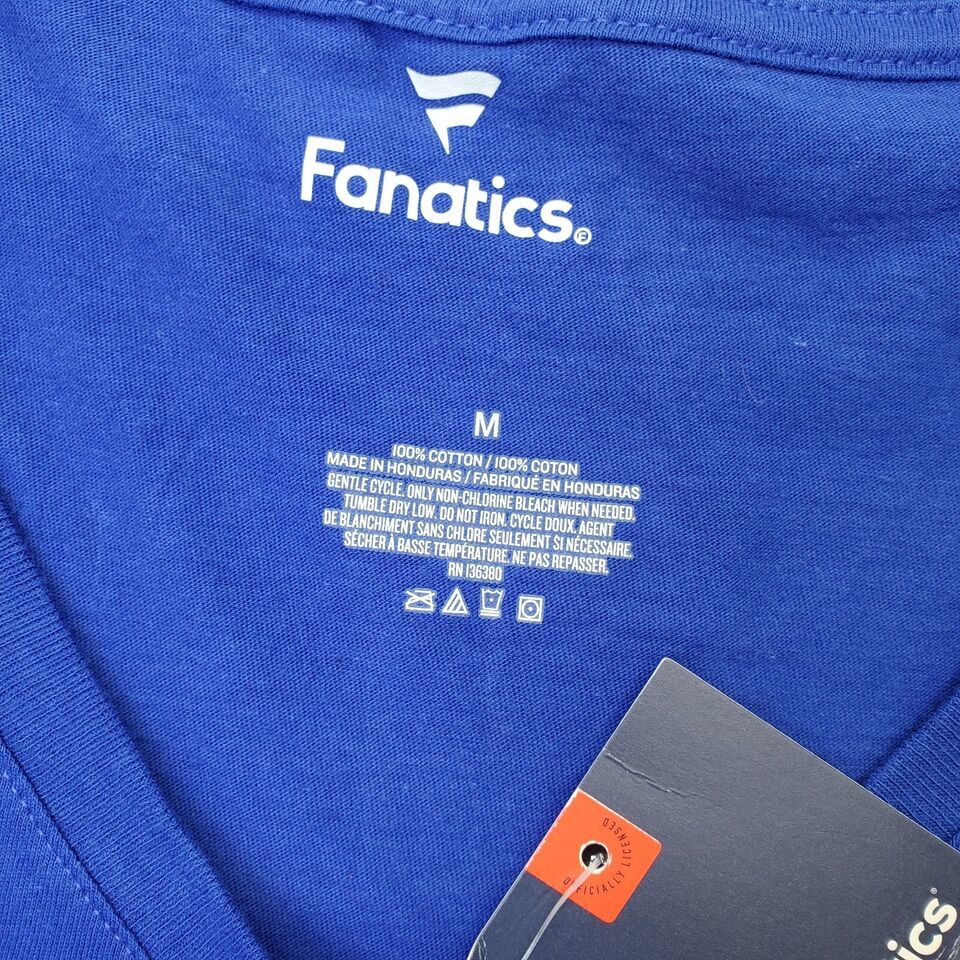 Fanatics®
M
100% COTTON / 100% COTON
MADE IN HONDURAS / FABRIQUÉ EN HONDURAS
GENTLE CYCLE. ONLY NON-CHLORINE BLEACH WHEN NEEDED.
TUMBLE DRY LOW. DO NOT IRON. CYCLE DOUX. AGENT
DE BLANCHIMENT SANS CHLORE SEULEMENT SI NÉCESSAIRE.
SÉCHER À BASSE TEMPÉRATURE. NE PAS REPASSER.
RN 136380
OFFICIALLY LICENSED
ics